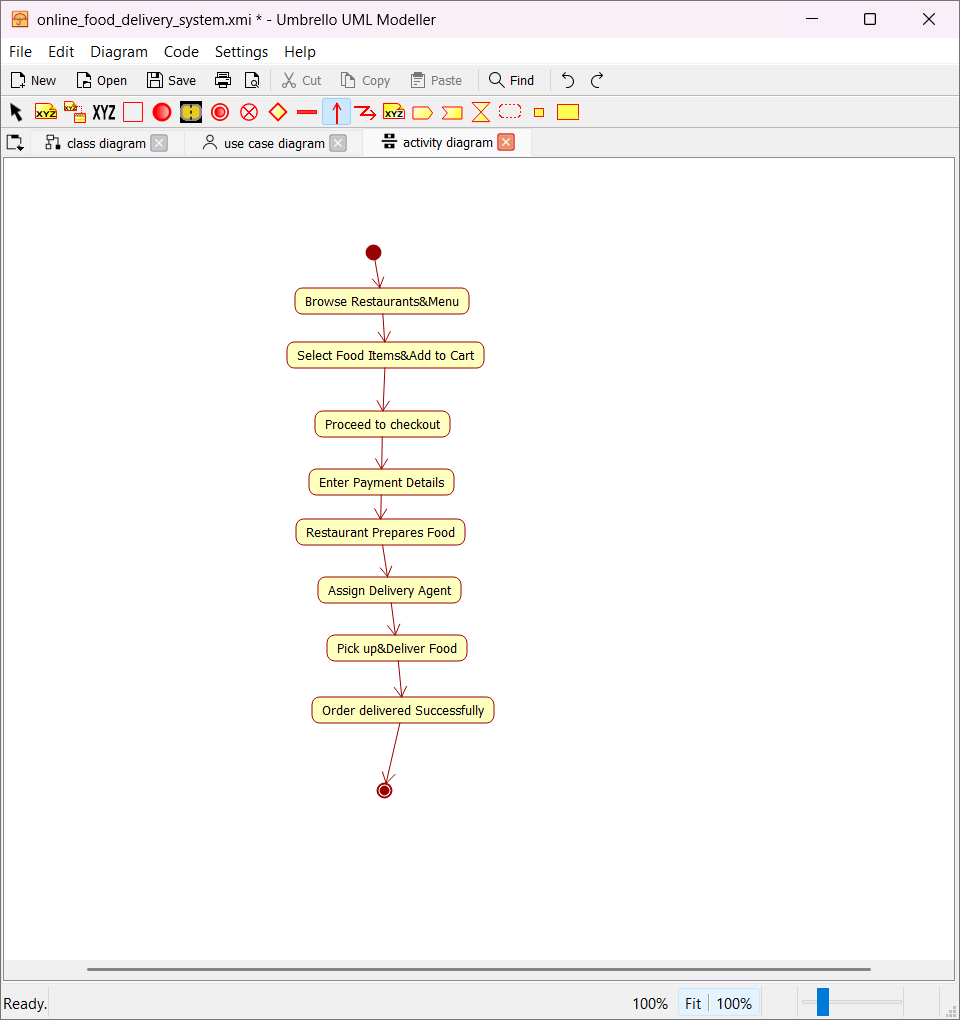 online_food_delivery_system.xmi * - Umbrello UML Modeller
File Edit Diagram Code Settings Help
New Open Save Cut Copy Paste Find
XYZ XYZ XYZ XYZ
class diagram use case diagram activity diagram
Browse Restaurants&Menu
Select Food Items&Add to Cart
Proceed to checkout
Enter Payment Details
Restaurant Prepares Food
Assign Delivery Agent
Pick up&Deliver Food
Order delivered Successfully
Ready. 100% Fit 100%